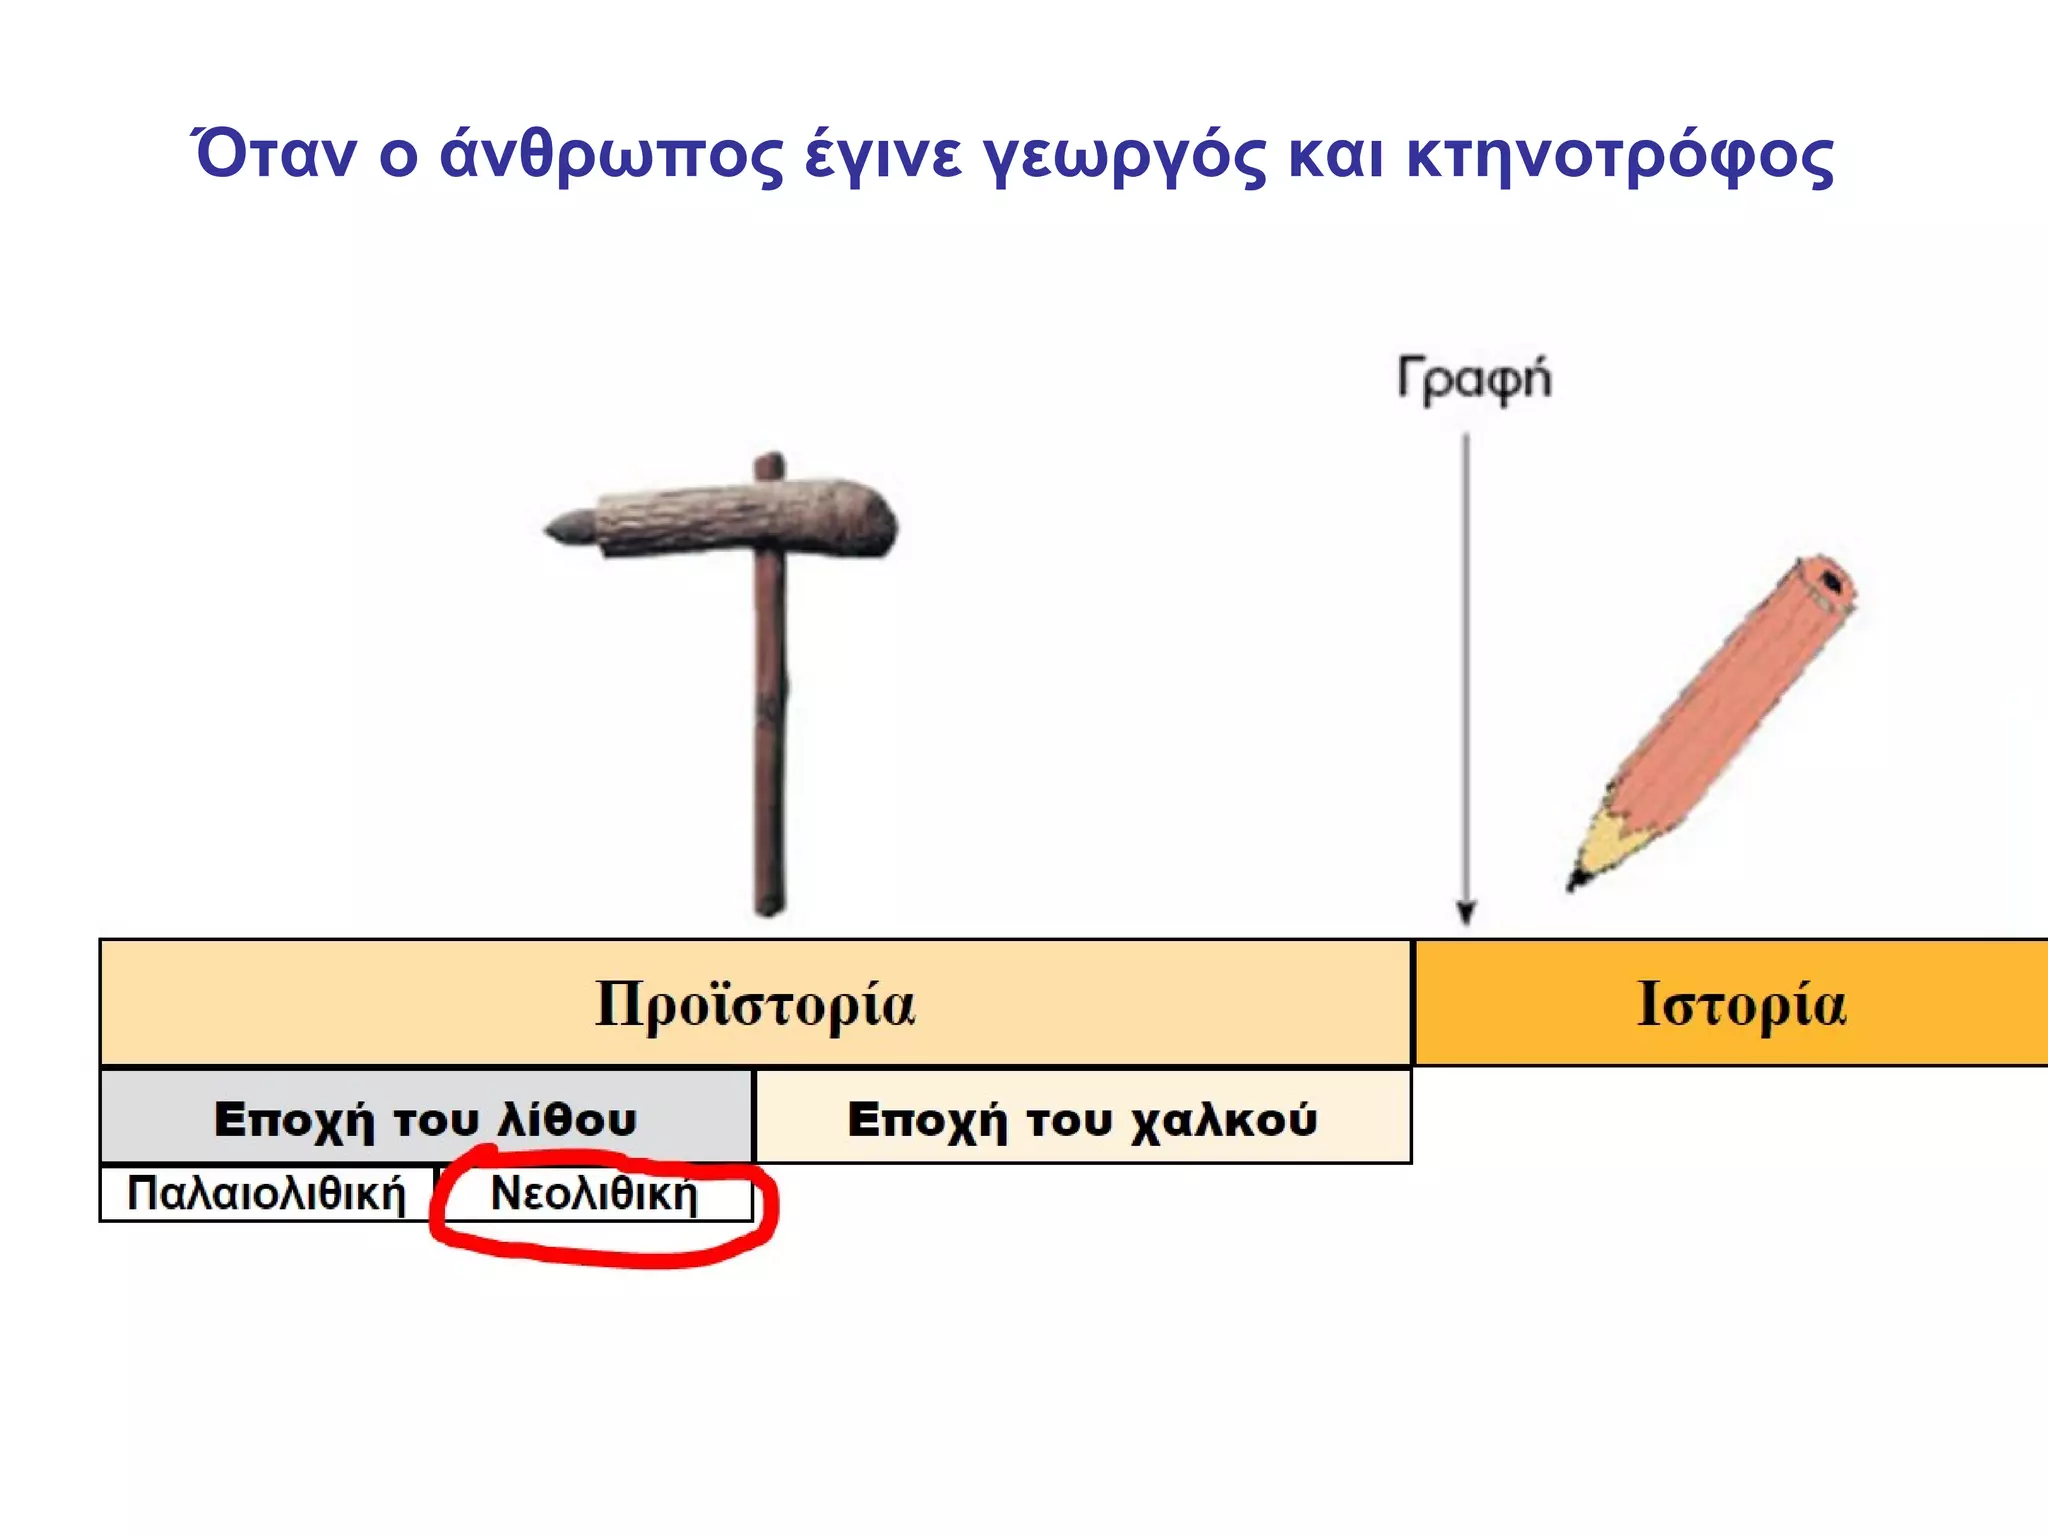 Όταν ο άνθρωπος έγινε γεωργός και κτηνοτρόφος
Γραφή
Προϊστορία Ιστορία
Εποχή του λίθου Εποχή του χαλκού
Παλαιολιθική Νεολιθική